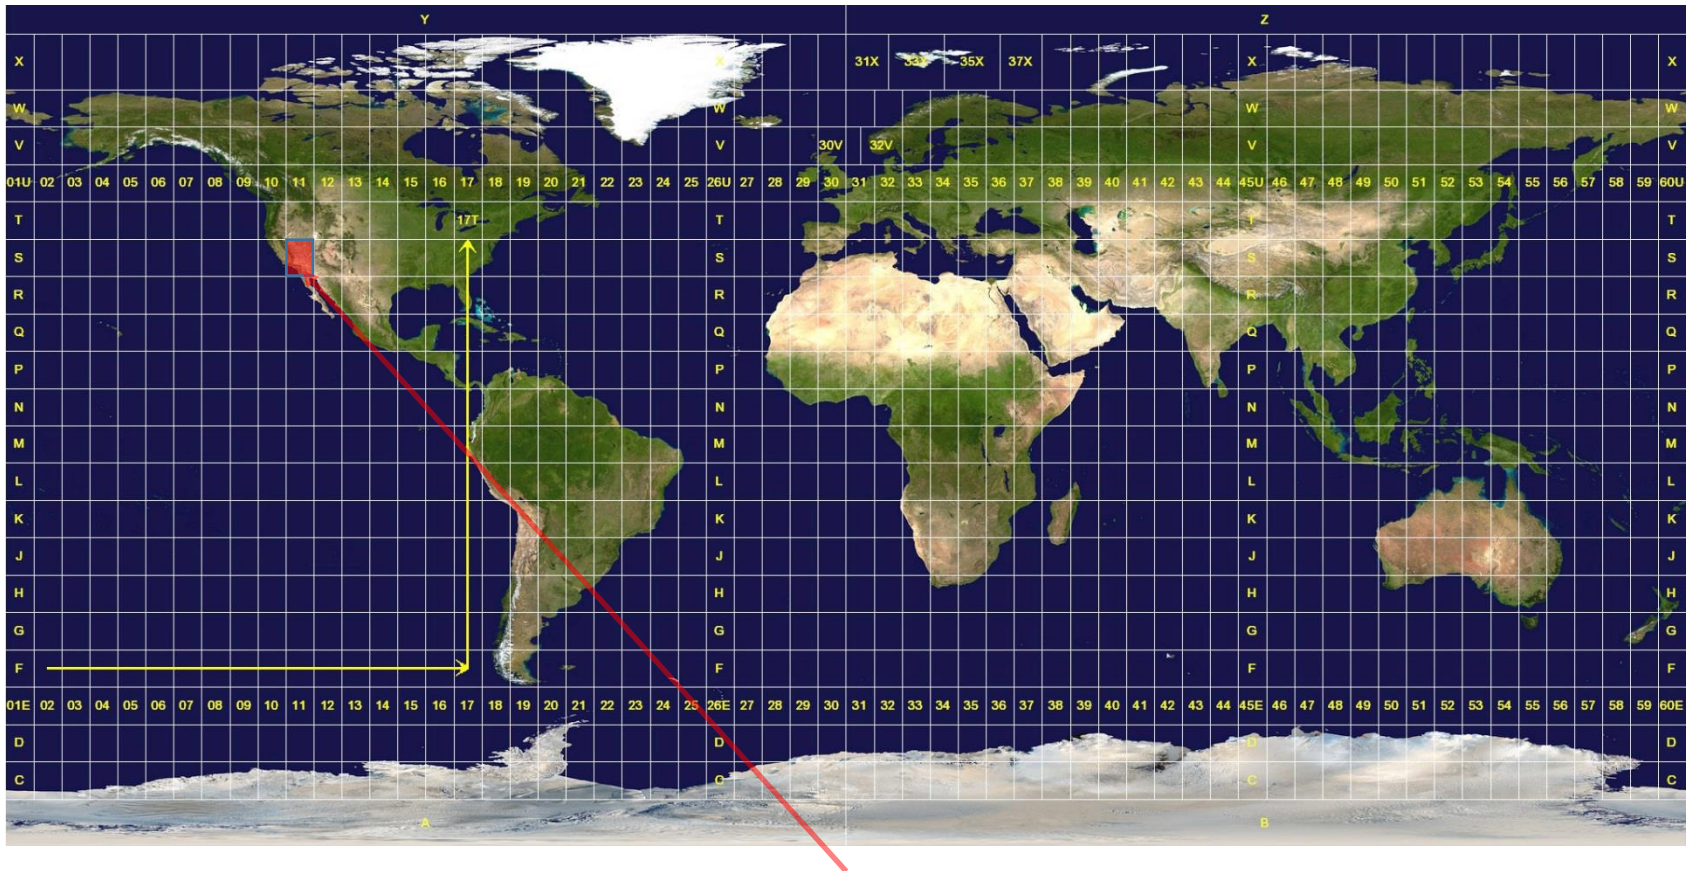 Y Z
X X 31X 33X 35X 37X X X
W W W W
V V 30V 32V V V
01U 02 03 04 05 06 07 08 09 10 11 12 13 14 15 16 17 18 19 20 21 22 23 24 25 26U 27 28 29 30 31 32 33 34 35 36 37 38 39 40 41 42 43 44 45U 46 47 48 49 50 51 52 53 54 55 56 57 58 59 60U
T 17T T T T
S S S S
R R R R
Q Q Q Q
P P P P
N N N N
M M M M
L L L L
K K K K
J J J J
H H H H
G G G G
F F F F
01E 02 03 04 05 06 07 08 09 10 11 12 13 14 15 16 17 18 19 20 21 22 23 24 25 26E 27 28 29 30 31 32 33 34 35 36 37 38 39 40 41 42 43 44 45E 46 47 48 49 50 51 52 53 54 55 56 57 58 59 60E
D D D D
C C C C
A B